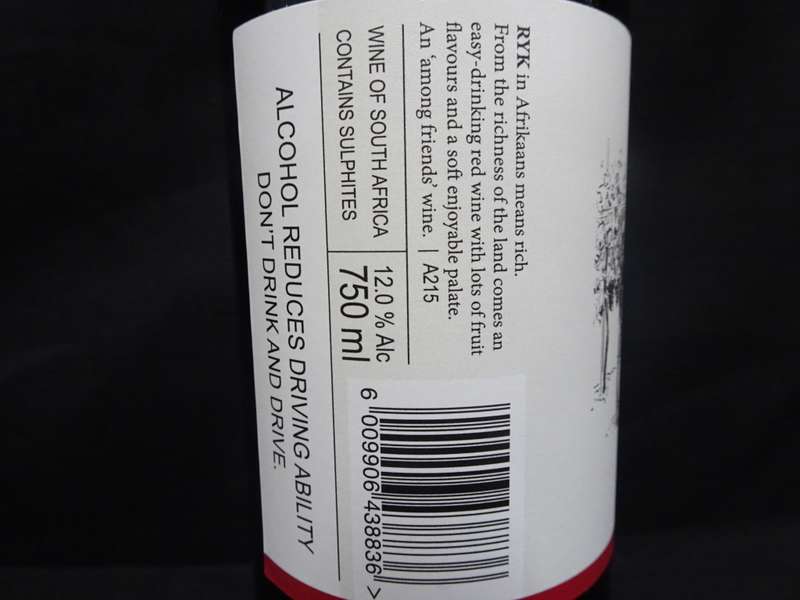 RYK in Afrikaans means rich.
From the richness of the land comes an
easy-drinking red wine with lots of fruit
flavours and a soft enjoyable palate.
An ‘among friends’ wine. | A215
WINE OF SOUTH AFRICA
CONTAINS SULPHITES
12.0 % Alc
750 ml
ALCOHOL REDUCES DRIVING ABILITY
DON'T DRINK AND DRIVE.
6 009906 438836 >